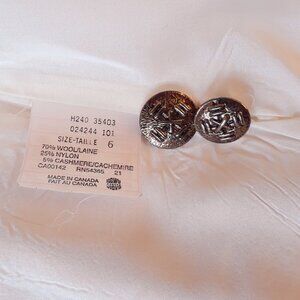 H240 35403
024244 101
SIZE-TAILLE 6
70% WOOL/LAINE
25% NYLON
5% CASHMERE/CACHEMIRE
CA00142 RN54365 21
MADE IN CANADA
FAIT AU CANADA